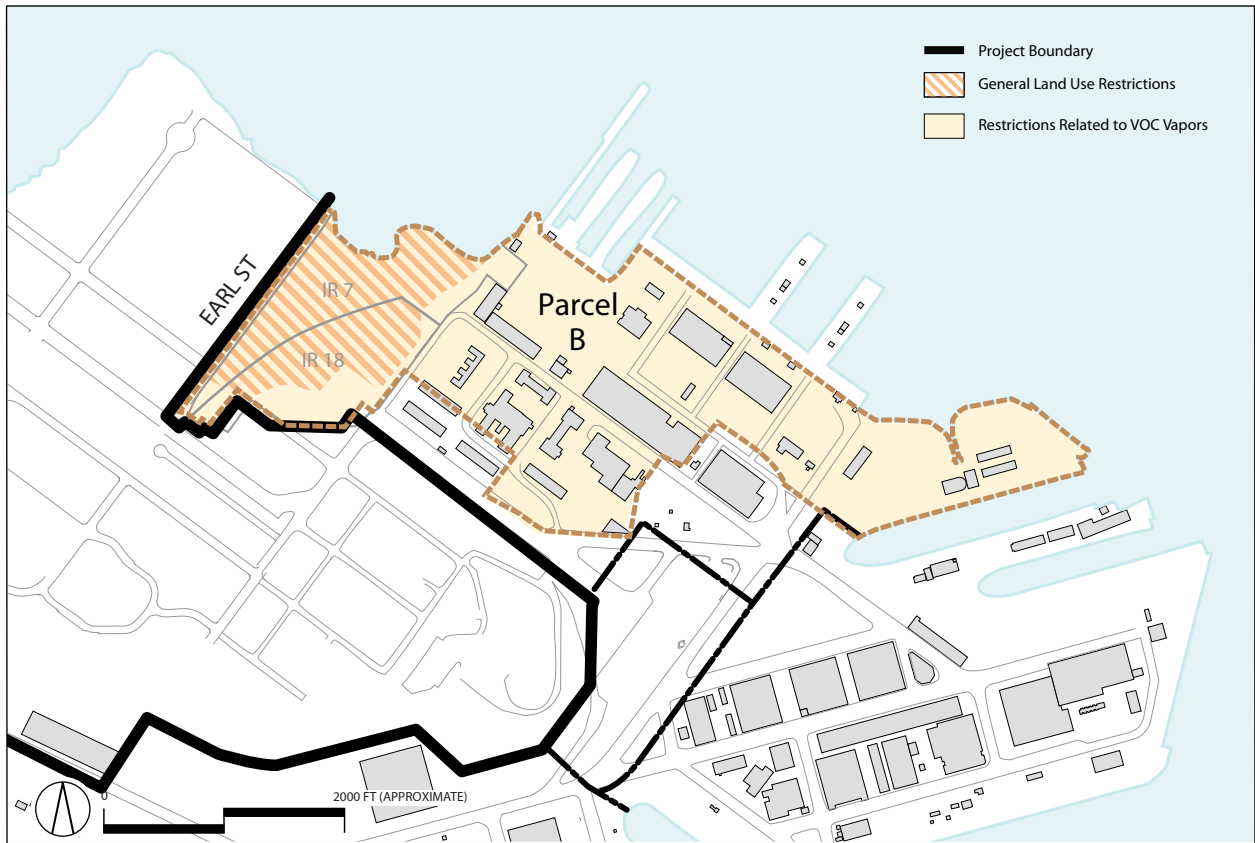 Project Boundary
General Land Use Restrictions
Restrictions Related to VOC Vapors
EARL ST
IR 7
IR 18
Parcel
B
0
2000 FT (APPROXIMATE)